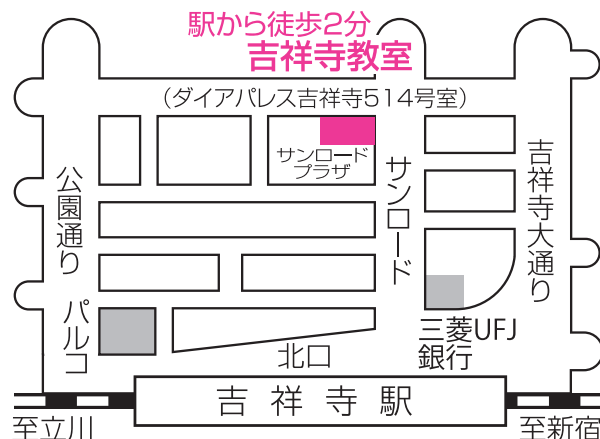 駅から徒歩2分
吉祥寺教室
（ダイアパレス吉祥寺514号室）
サンロード
プラザ
サンロード
吉祥寺大通り
公園通り
パルコ
三菱UFJ
銀行
北口
吉祥寺駅
至立川
至新宿